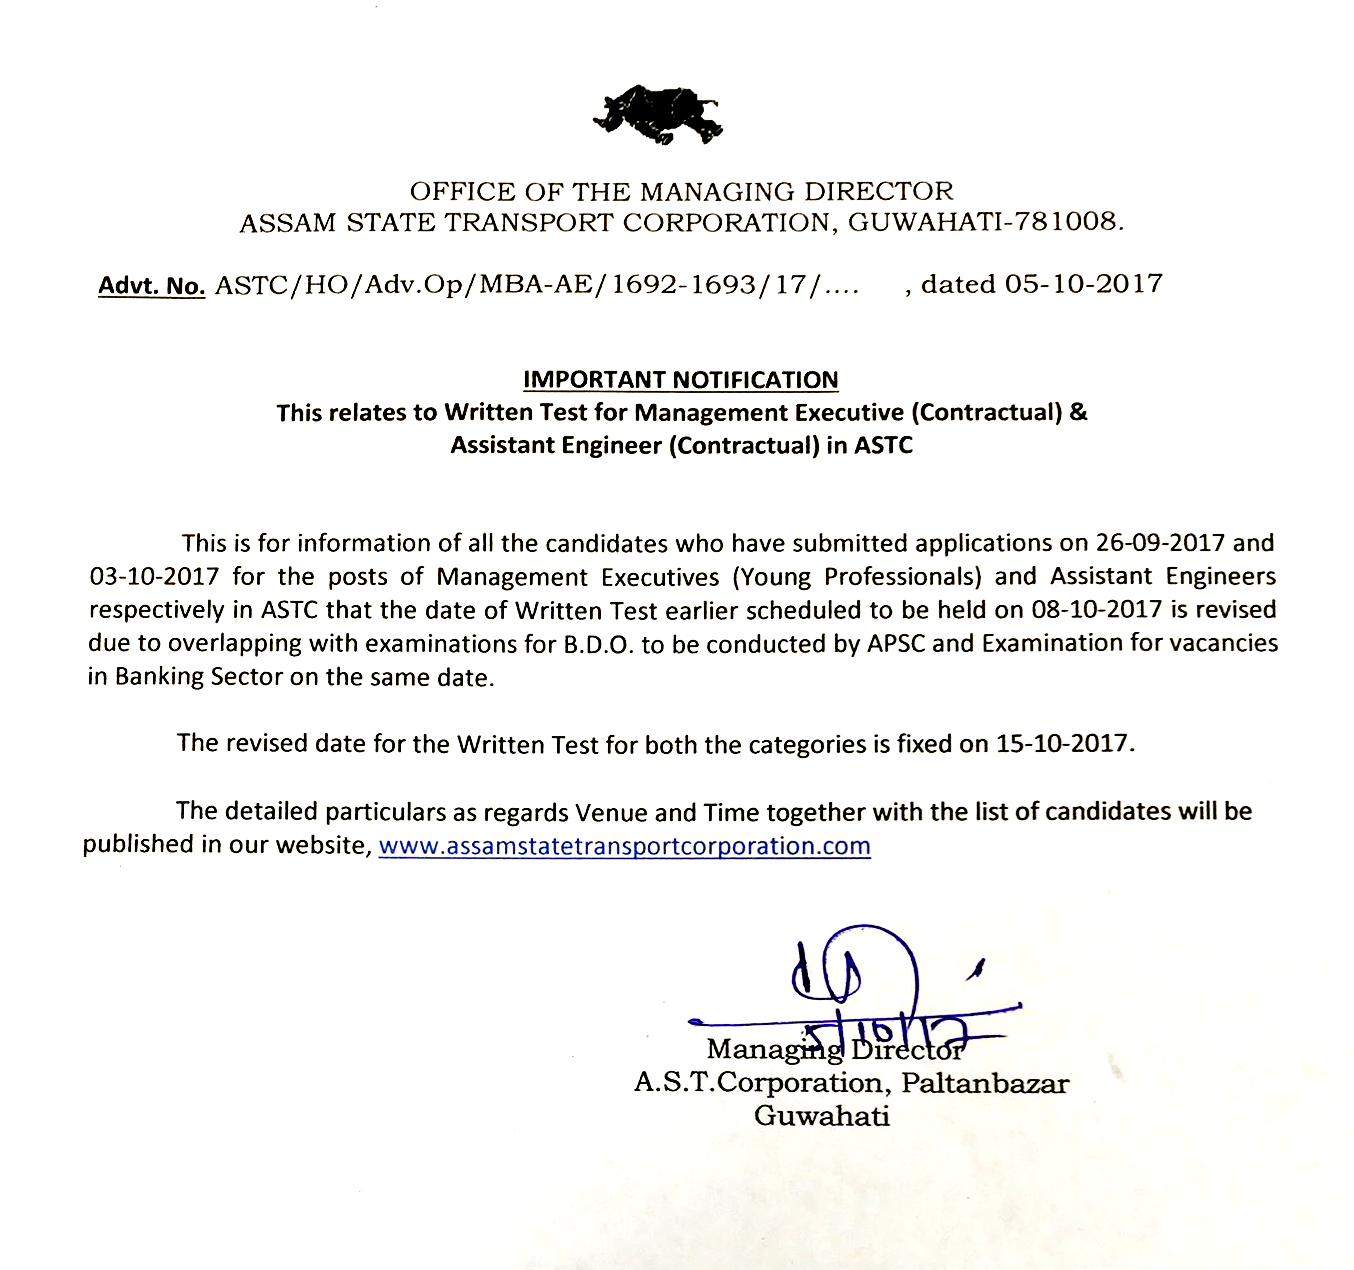 OFFICE OF THE MANAGING DIRECTOR
ASSAM STATE TRANSPORT CORPORATION, GUWAHATI-781008.
Advt. No. ASTC/HO/Adv.Op/MBA-AE/1692-1693/17/.... , dated 05-10-2017
IMPORTANT NOTIFICATION
This relates to Written Test for Management Executive (Contractual) &
Assistant Engineer (Contractual) in ASTC
This is for information of all the candidates who have submitted applications on 26-09-2017 and
03-10-2017 for the posts of Management Executives (Young Professionals) and Assistant Engineers
respectively in ASTC that the date of Written Test earlier scheduled to be held on 08-10-2017 is revised
due to overlapping with examinations for B.D.O. to be conducted by APSC and Examination for vacancies
in Banking Sector on the same date.
The revised date for the Written Test for both the categories is fixed on 15-10-2017.
The detailed particulars as regards Venue and Time together with the list of candidates will be
published in our website, www.assamstatetransportcorporation.com
5/10/17
Managing Director
A.S.T.Corporation, Paltanbazar
Guwahati